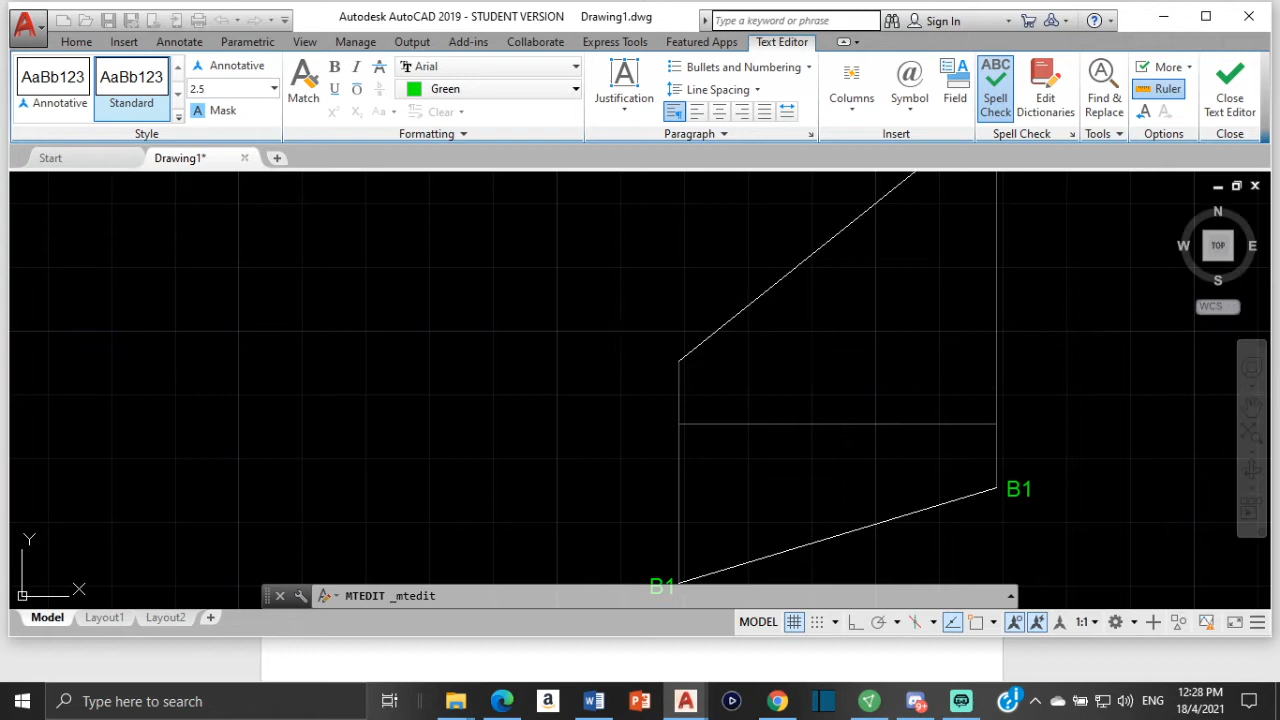 Autodesk AutoCAD 2019 - STUDENT VERSION Drawing1.dwg
Type a keyword or phrase
Sign In
Home Insert Annotate Parametric View Manage Output Add-ins Collaborate Express Tools Featured Apps Text Editor
AaBb123
Annotative
AaBb123
Standard
Annotative
2.5
Mask
Style
Match
Arial
Green
Clear
Formatting
Justification
Bullets and Numbering
Line Spacing
Paragraph
Columns
Symbol
Field
Insert
ABC
Spell
Check
Edit
Dictionaries
Spell Check
Find &
Replace
Tools
More
Ruler
Options
Close
Text Editor
Close
Start
Drawing1*
N
W TOP E
S
WCS
B1
B1
Y
X
MTEDIT _mtedit
Model Layout1 Layout2
MODEL
1:1
Type here to search
9+
ENG
12:28 PM
18/4/2021